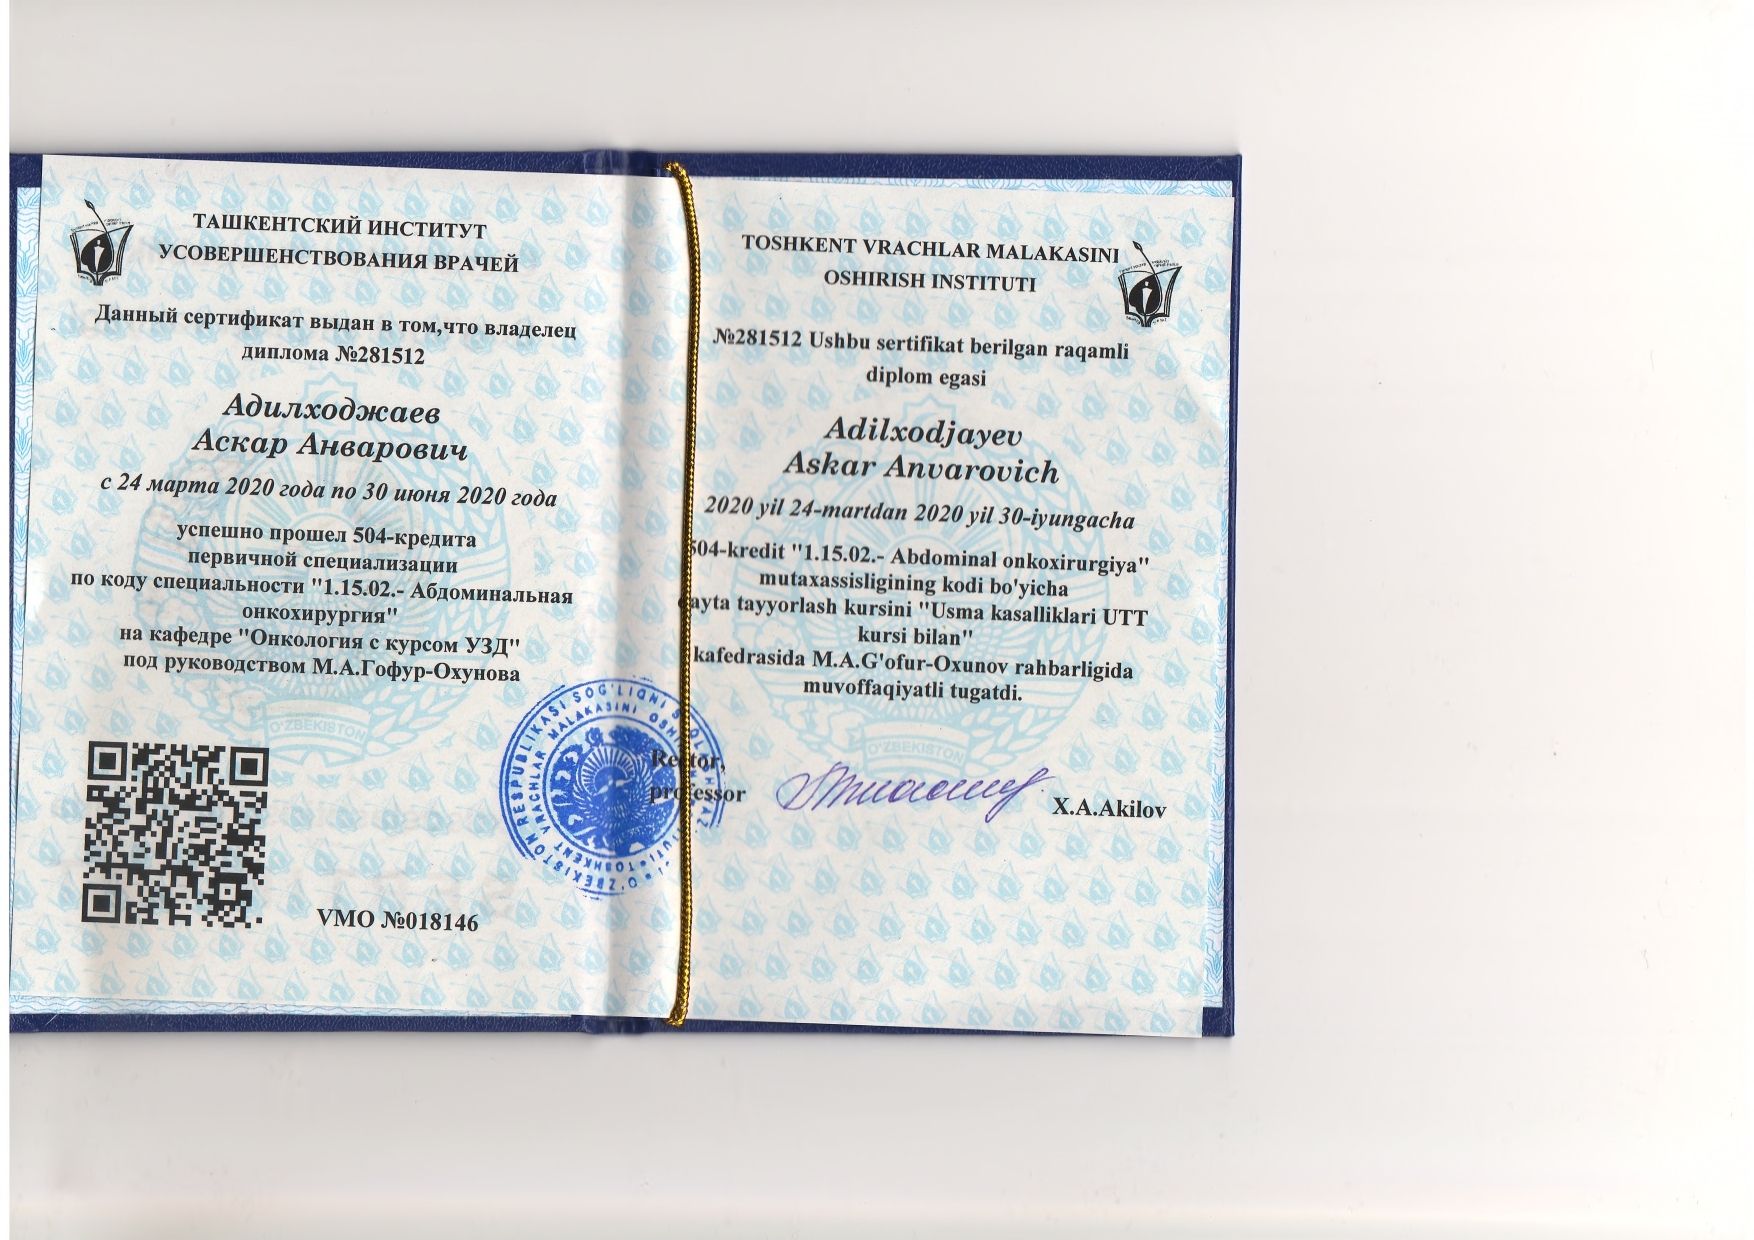 ТАШКЕНТСКИЙ ИНСТИТУТ
УСОВЕРШЕНСТВОВАНИЯ ВРАЧЕЙ
Данный сертификат выдан в том,что владелец
диплома №281512
Адилходжаев
Аскар Анварович
с 24 марта 2020 года по 30 июня 2020 года
успешно прошел 504-кредита
первичной специализации
по коду специальности "1.15.02.- Абдоминальная
онкохирургия"
на кафедре "Онкология с курсом УЗД"
под руководством М.А.Гофур-Охунова
O'ZBEKISTON
VMO №018146
TOSHKENT VRACHLAR MALAKASINI
OSHIRISH INSTITUTI
№281512 Ushbu sertifikat berilgan raqamli
diplom egasi
Adilxodjayev
Askar Anvarovich
2020 yil 24-martdan 2020 yil 30-iyungacha
504-kredit "1.15.02.- Abdominal onkoxirurgiya"
mutaxassisligining kodi bo'yicha
qayta tayyorlash kursini "Usma kasalliklari UTT
kursi bilan"
kafedrasida M.A.G'ofur-Oxunov rahbarligida
muvoffaqiyatli tugatdi.
O'ZBEKISTON
Rector,
professor
X.A.Akilov
O'ZBEKISTON RESPUBLIKASI SOG'LIQNI
TOSHKENT VRACHLAR MALAKASINI